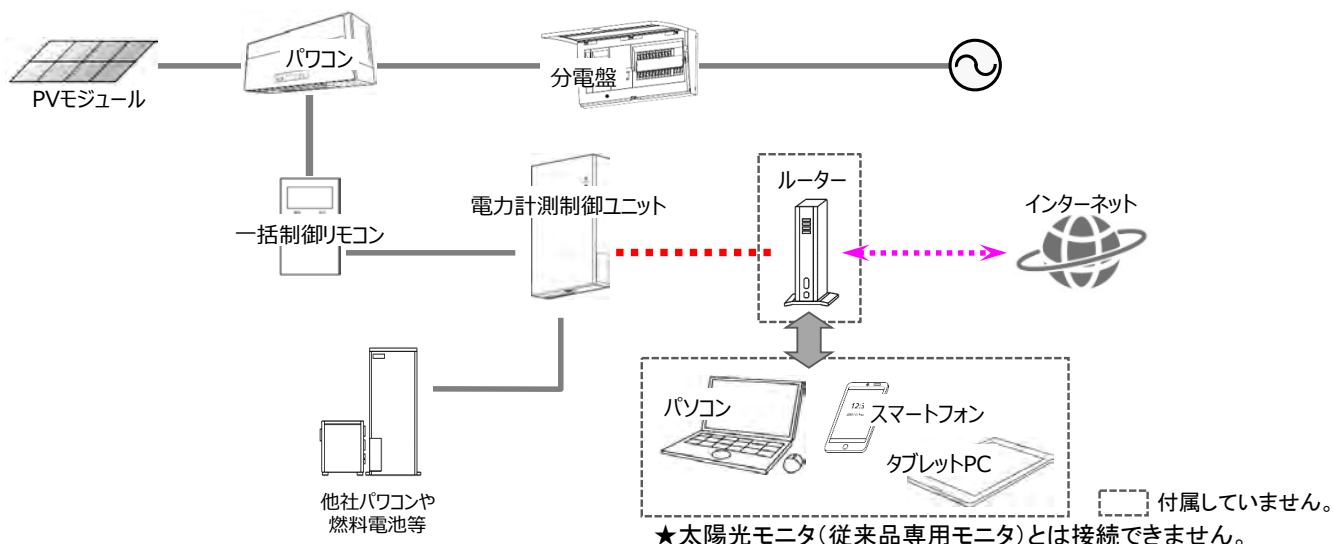 パワコン
分電盤
PVモジュール
ルーター
電力計測制御ユニット
インターネット
一括制御リモコン
パソコン
12:3
スマートフォン
タブレットPC
他社パワコンや
燃料電池等
付属していません。
★太陽光モニタ(従来品専用モニタ)とは接続できません。